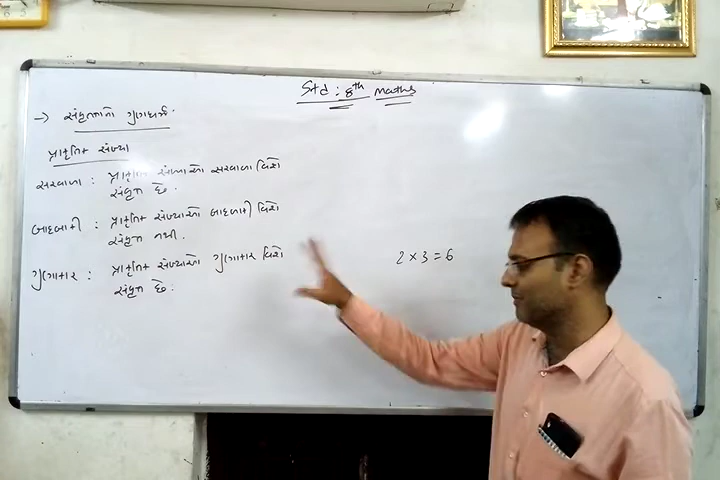 Std : 8th Maths
→ સંવૃતતાનો ગુણધર્મ.
પ્રાકૃતિક સંખ્યા
સરવાળા : પ્રાકૃતિક સંખ્યાઓ સરવાળા વિશે
સંવૃત છે.
બાદબાકી : પ્રાકૃતિક સંખ્યાઓ બાદબાકી વિશે
સંવૃત નથી.
ગુણાકાર : પ્રાકૃતિક સંખ્યાઓ ગુણાકાર વિશે
સંવૃત છે.
2 × 3 = 6